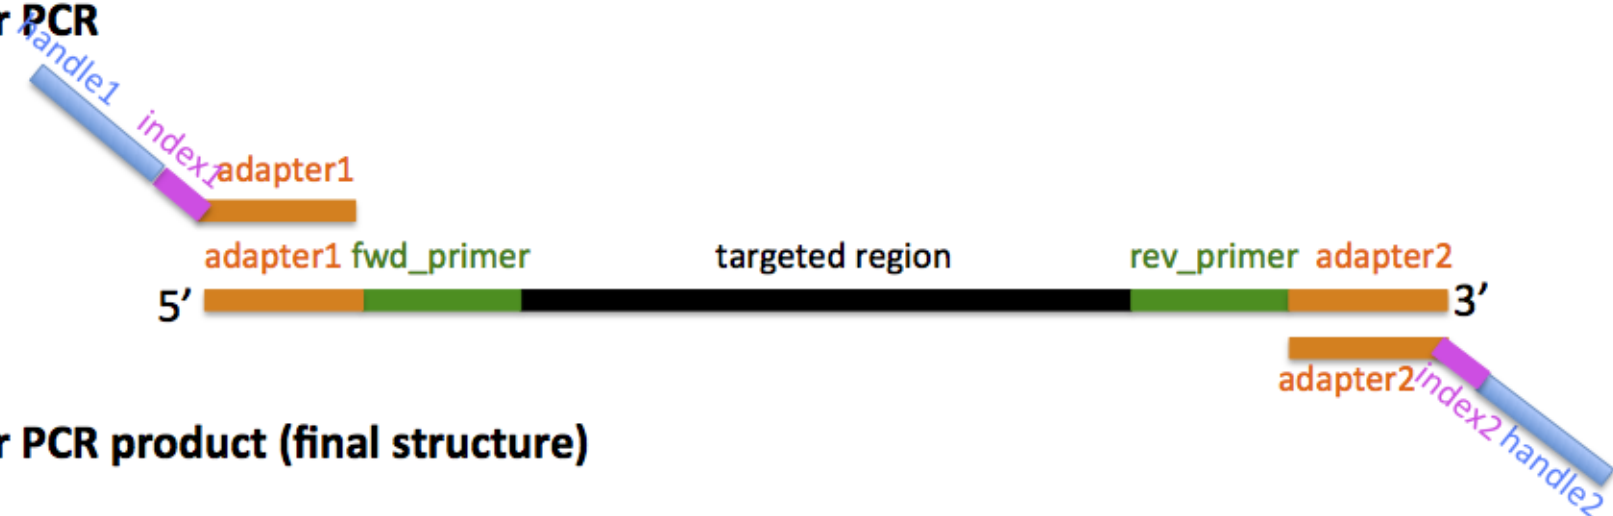 r PCR
handle1
index1
adapter1
adapter1 fwd_primer targeted region rev_primer adapter2
5’ 3’
adapter2
index2
handle2
r PCR product (final structure)